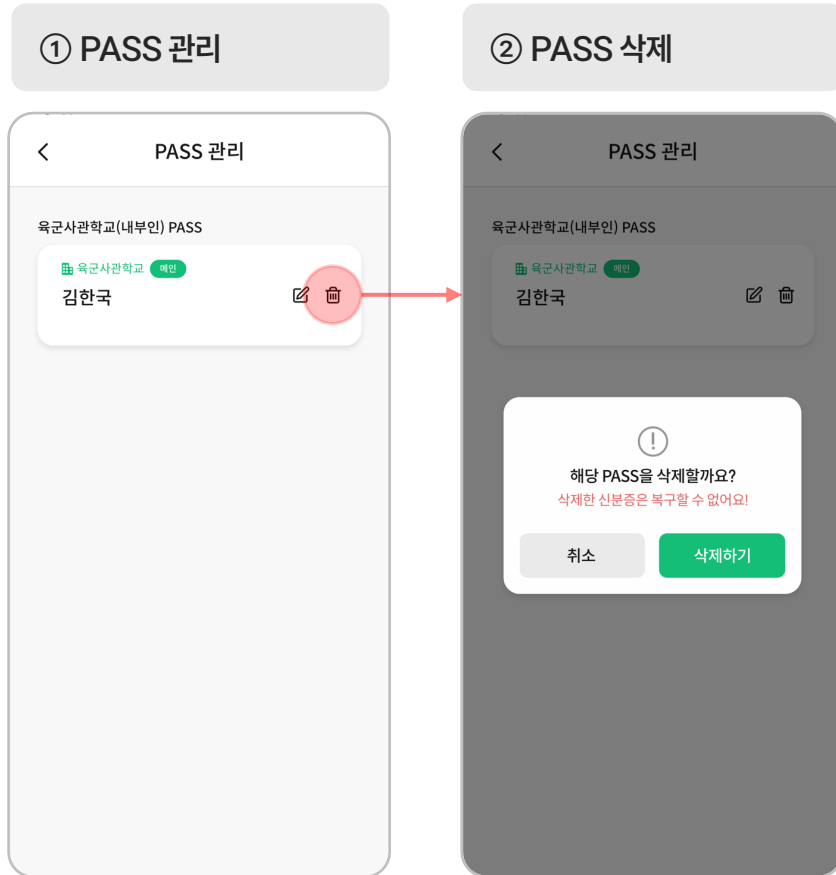 ① PASS 관리
② PASS 삭제
PASS 관리
육군사관학교(내부인) PASS
육군사관학교 메인
김한국
PASS 관리
육군사관학교(내부인) PASS
육군사관학교 메인
김한국
해당 PASS을 삭제할까요?
삭제한 신분증은 복구할 수 없어요!
취소 삭제하기